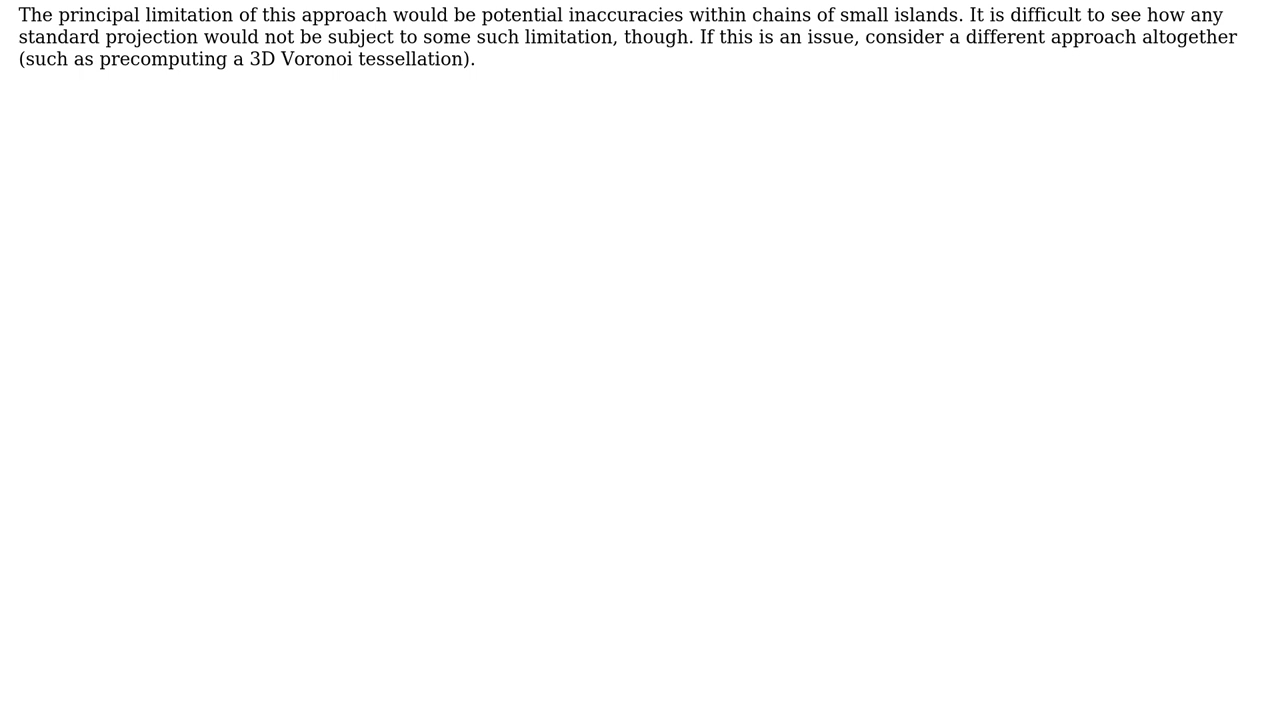 The principal limitation of this approach would be potential inaccuracies within chains of small islands. It is difficult to see how any
standard projection would not be subject to some such limitation, though. If this is an issue, consider a different approach altogether
(such as precomputing a 3D Voronoi tessellation).